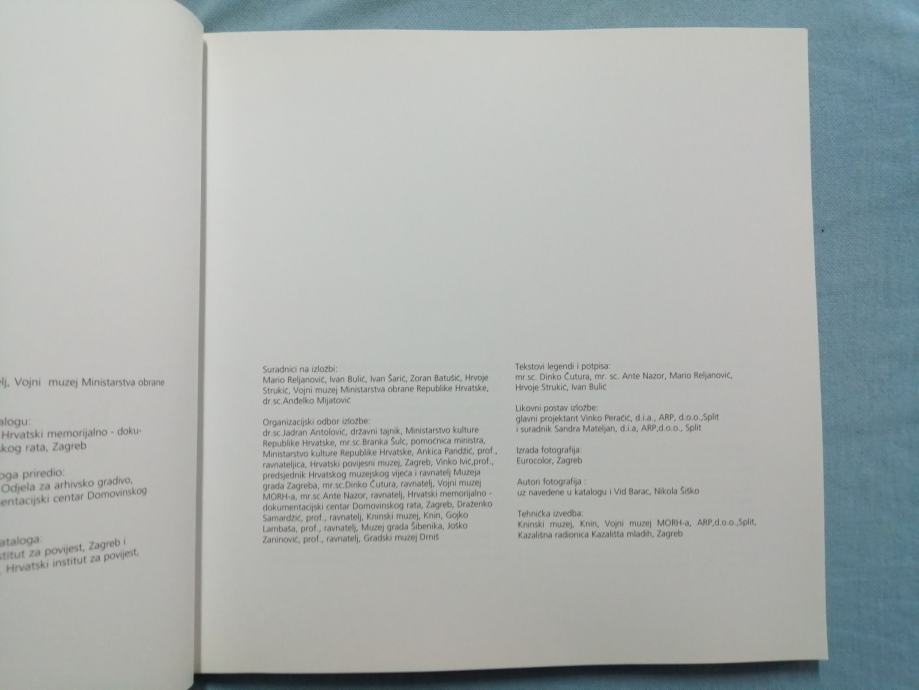 lj, Vojni muzej Ministarstva obrane
alogu:
Hrvatski memorijalno - doku-
skog rata, Zagreb
oga priredio:
Odjela za arhivsko gradivo,
entacijski centar Domovinskog
ataloga:
stitut za povijest, Zagreb i
Hrvatski institut za povijest,
Suradnici na izložbi:
Mario Reljanović, Ivan Bulić, Ivan Šarić, Zoran Batušić, Hrvoje
Strukić, Vojni muzej Ministarstva obrane Republike Hrvatske,
dr.sc.Anđelko Mijatović
Organizacijski odbor izložbe:
dr.sc.Jadran Antolović, državni tajnik, Ministarstvo kulture
Republike Hrvatske, mr.sc.Branka Šulc, pomoćnica ministra,
Ministarstvo kulture Republike Hrvatske, Ankica Pandžić, prof.,
ravnateljica, Hrvatski povijesni muzej, Zagreb, Vinko Ivić,prof.,
predsjednik Hrvatskog muzejskog vijeća i ravnatelj Muzeja
grada Zagreba, mr.sc.Dinko Čutura, ravnatelj, Vojni muzej
MORH-a, mr.sc.Ante Nazor, ravnatelj, Hrvatski memorijalno -
dokumentacijski centar Domovinskog rata, Zagreb, Draženko
Samardžić, prof., ravnatelj, Kninski muzej, Knin, Gojko
Lambaša, prof., ravnatelj, Muzej grada Šibenika, Joško
Zaninović, prof., ravnatelj, Gradski muzej Drniš
Tekstovi legendi i potpisa:
mr.sc. Dinko Čutura, mr. sc. Ante Nazor, Mario Reljanović,
Hrvoje Strukić, Ivan Bulić
Likovni postav izložbe:
glavni projektant Vinko Peračić, d.i.a., ARP, d.o.o.,Split
i suradnik Sandra Mateljan, d.i.a, ARP,d.o.o., Split
Izrada fotografija:
Eurocolor, Zagreb
Autori fotografija :
uz navedene u katalogu i Vid Barac, Nikola Šiško
Tehnička izvedba:
Kninski muzej, Knin, Vojni muzej MORH-a, ARP,d.o.o.,Split,
Kazališna radionica Kazališta mladih, Zagreb